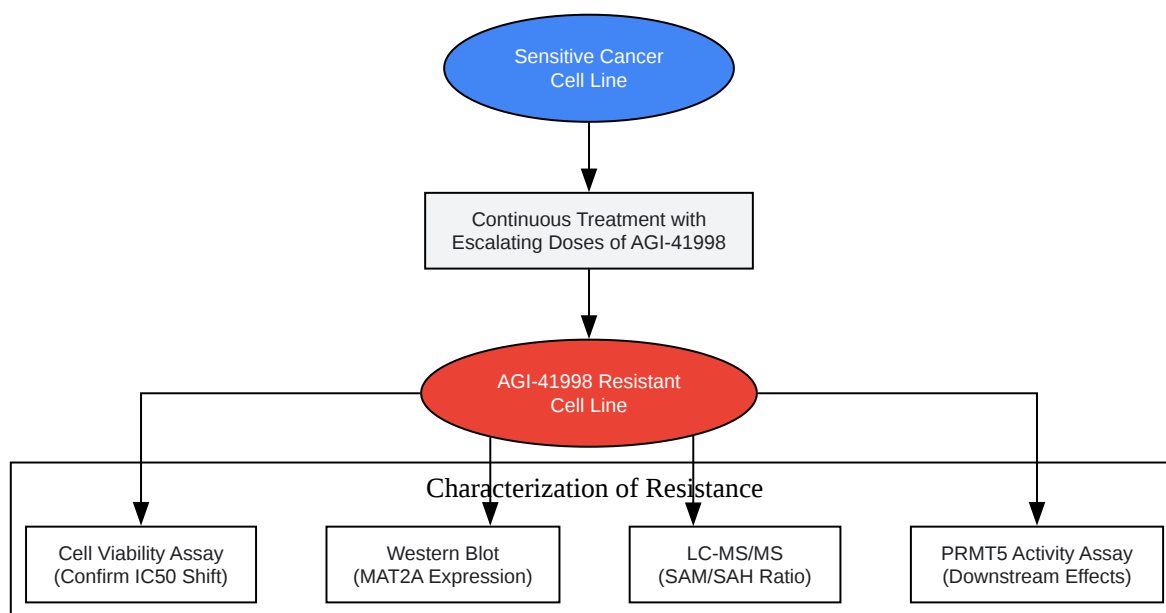 Sensitive Cancer
Cell Line
Continuous Treatment with
Escalating Doses of AGI-41998
AGI-41998 Resistant
Cell Line
Characterization of Resistance
Cell Viability Assay
(Confirm IC50 Shift)
Western Blot
(MAT2A Expression)
LC-MS/MS
(SAM/SAH Ratio)
PRMT5 Activity Assay
(Downstream Effects)